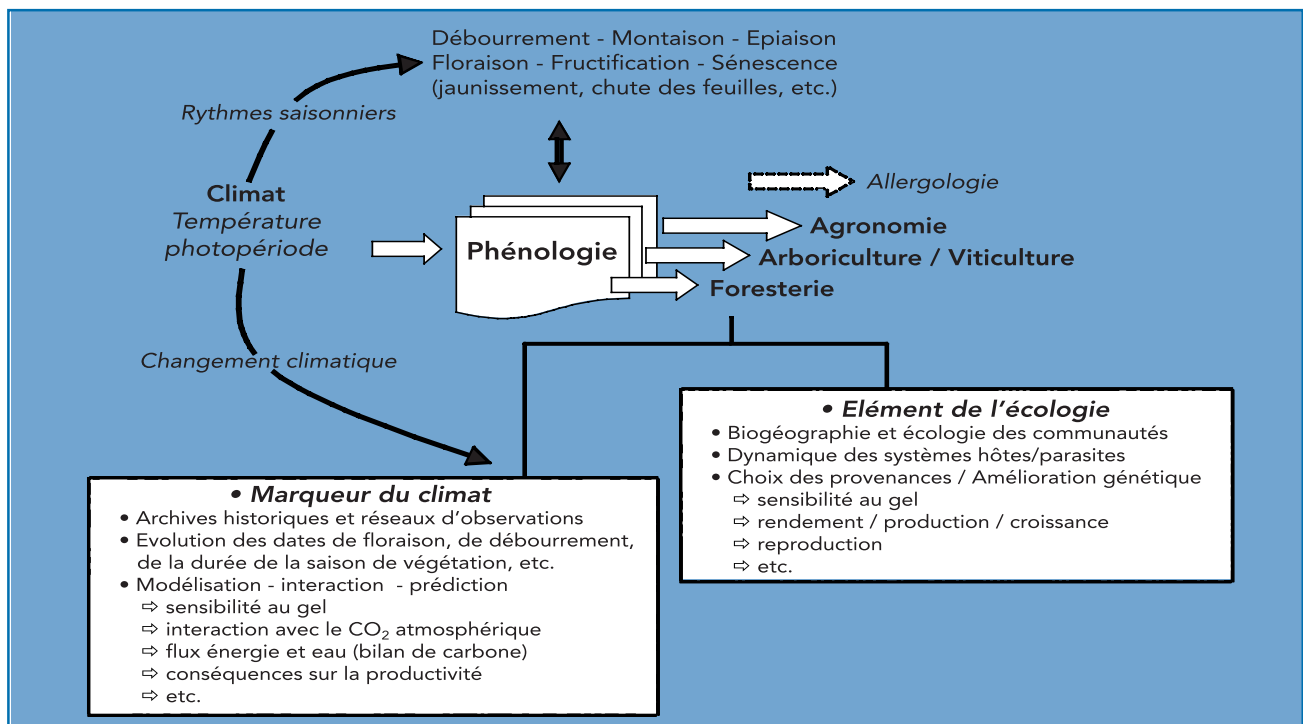 Débourrement - Montaison - Epiaison
Floraison - Fructification - Sénescence
(jaunissement, chute des feuilles, etc.)
Rythmes saisonniers
Climat
Température
photopériode
Phénologie
Allergologie
Agronomie
Arboriculture / Viticulture
Foresterie
Changement climatique
• Elément de l'écologie
• Biogéographie et écologie des communautés
• Dynamique des systèmes hôtes/parasites
• Choix des provenances / Amélioration génétique
⇨ sensibilité au gel
⇨ rendement / production / croissance
⇨ reproduction
⇨ etc.
• Marqueur du climat
• Archives historiques et réseaux d'observations
• Evolution des dates de floraison, de débourrement,
de la durée de la saison de végétation, etc.
• Modélisation - interaction - prédiction
⇨ sensibilité au gel
⇨ interaction avec le CO₂ atmosphérique
⇨ flux énergie et eau (bilan de carbone)
⇨ conséquences sur la productivité
⇨ etc.